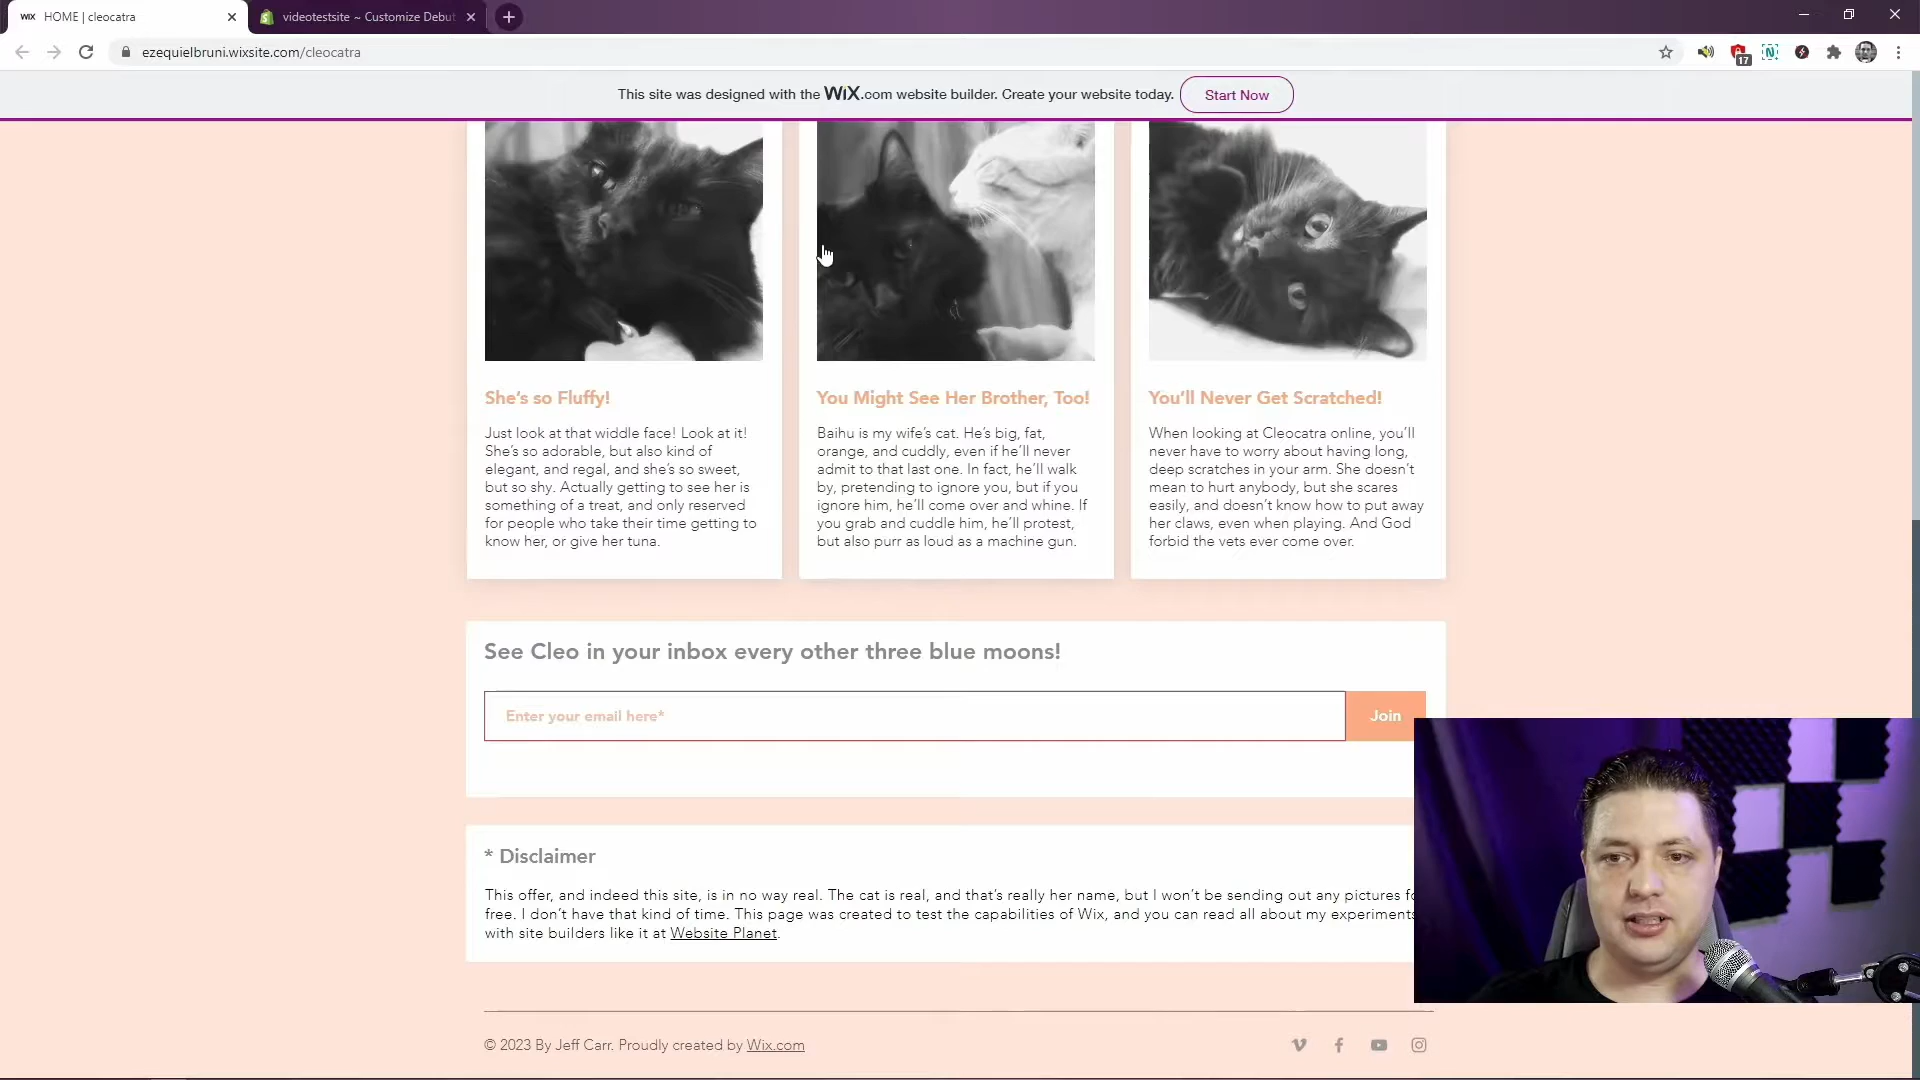 WiX HOME | cleocatra
videotestsite ~ Customize Debut
ezequielbruni.wixsite.com/cleocatra
17
N
This site was designed with the WiX.com website builder. Create your website today.
Start Now
She's so Fluffy!
Just look at that widdle face! Look at it!
She's so adorable, but also kind of
elegant, and regal, and she's so sweet,
but so shy. Actually getting to see her is
something of a treat, and only reserved
for people who take their time getting to
know her, or give her tuna.
You Might See Her Brother, Too!
Baihu is my wife's cat. He's big, fat,
orange, and cuddly, even if he'll never
admit to that last one. In fact, he'll walk
by, pretending to ignore you, but if you
ignore him, he'll come over and whine. If
you grab and cuddle him, he'll protest,
but also purr as loud as a machine gun.
You'll Never Get Scratched!
When looking at Cleocatra online, you'll
never have to worry about having long,
deep scratches in your arm. She doesn't
mean to hurt anybody, but she scares
easily, and doesn't know how to put away
her claws, even when playing. And God
forbid the vets ever come over.
See Cleo in your inbox every other three blue moons!
Enter your email here*
Join
* Disclaimer
This offer, and indeed this site, is in no way real. The cat is real, and that's really her name, but I won't be sending out any pictures fo
free. I don't have that kind of time. This page was created to test the capabilities of Wix, and you can read all about my experiments
with site builders like it at Website Planet.
© 2023 By Jeff Carr. Proudly created by Wix.com